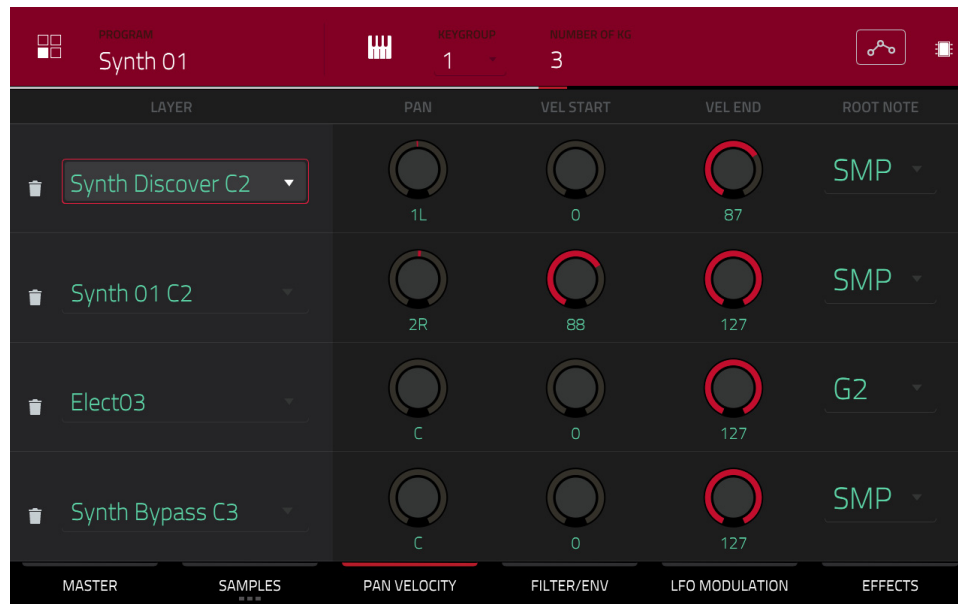 PROGRAM KEYGROUP NUMBER OF KG
Synth 01 1 3
LAYER PAN VEL START VEL END ROOT NOTE
Synth Discover C2 SMP
1L 0 87
Synth 01 C2 SMP
2R 88 127
Elect03 G2
C 0 127
Synth Bypass C3 SMP
C 0 127
MASTER SAMPLES PAN VELOCITY FILTER/ENV LFO MODULATION EFFECTS